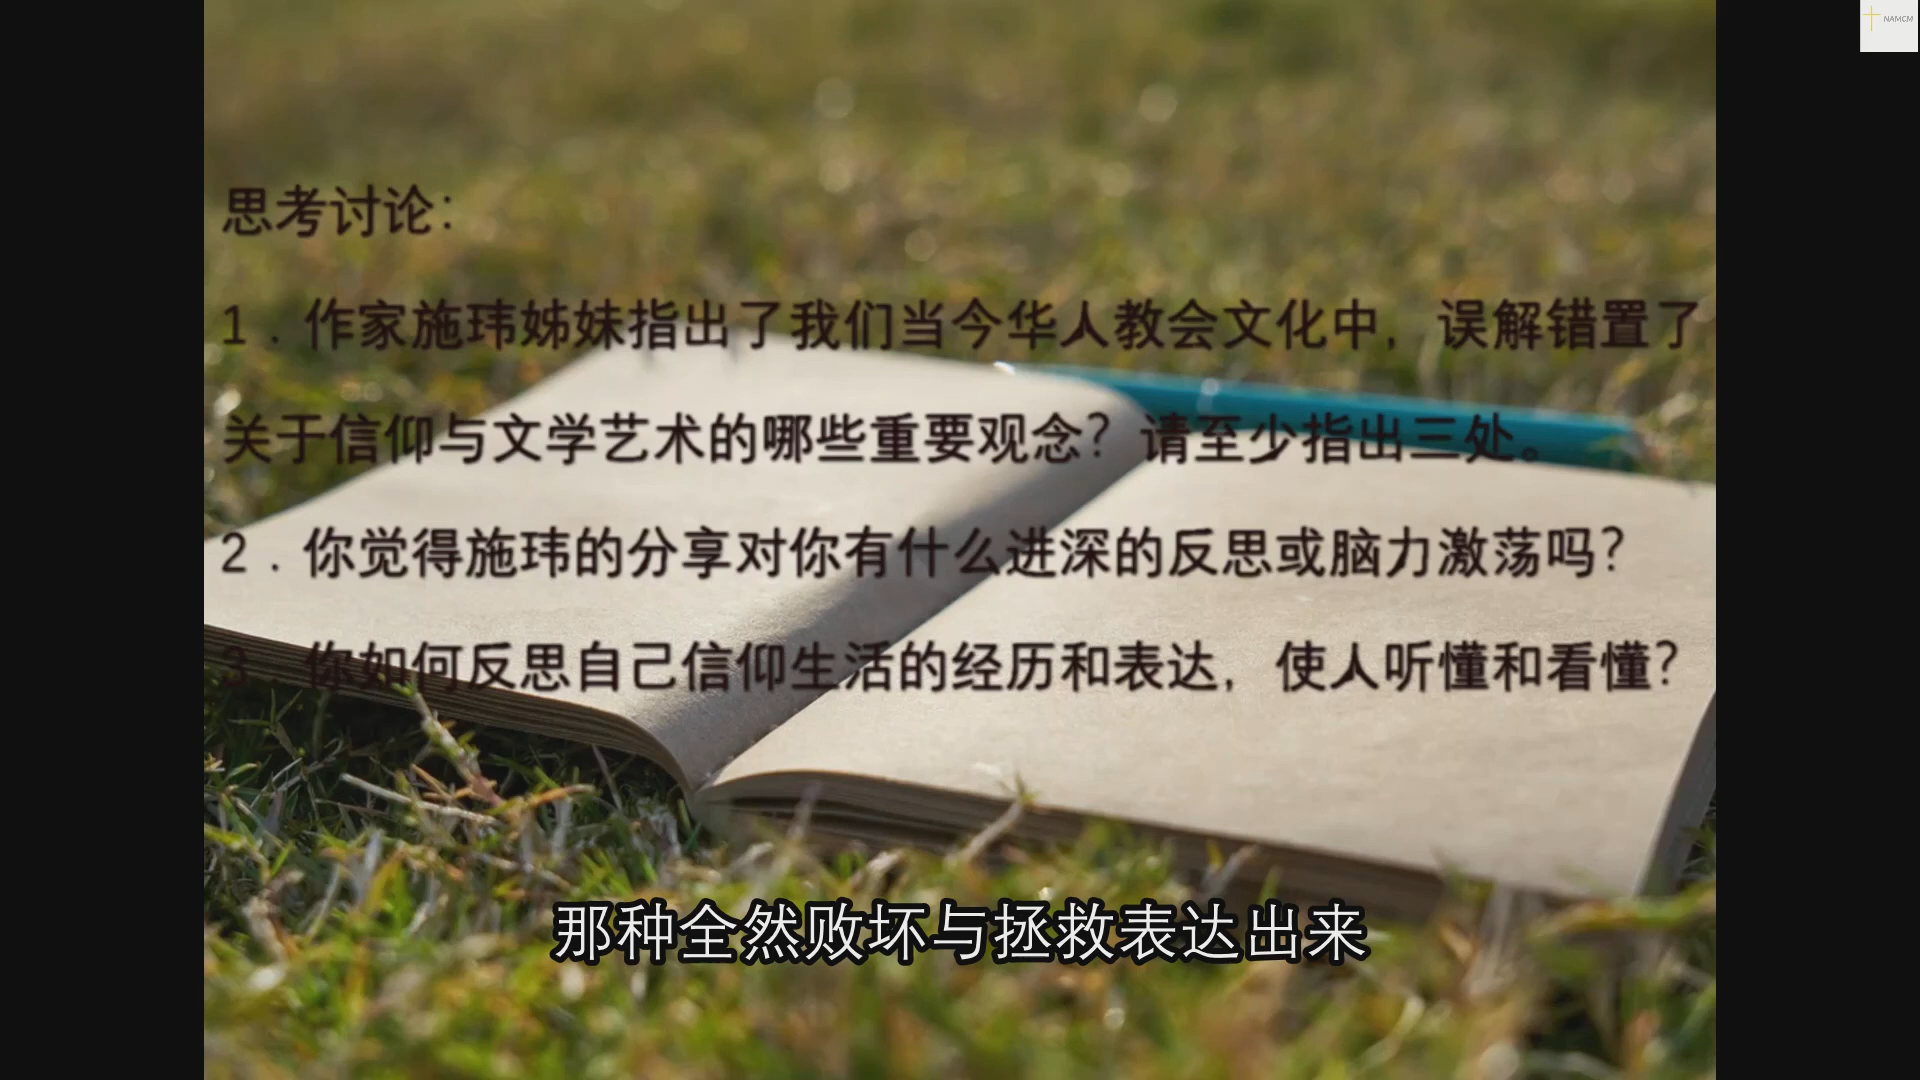 NAMCM
思考讨论：
1．作家施玮姊妹指出了我们当今华人教会文化中，误解错置了
关于信仰与文学艺术的哪些重要观念？请至少指出三处。
2．你觉得施玮的分享对你有什么进深的反思或脑力激荡吗？
3．你如何反思自己信仰生活的经历和表达，使人听懂和看懂？
那种全然败坏与拯救表达出来